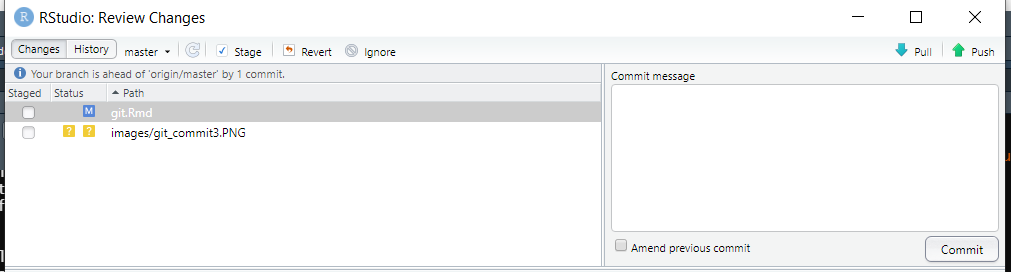 R RStudio: Review Changes
Changes History master Stage Revert Ignore Pull Push
Your branch is ahead of 'origin/master' by 1 commit.
Staged Status Path
M git.Rmd
? ? images/git_commit3.PNG
Commit message
Amend previous commit
Commit